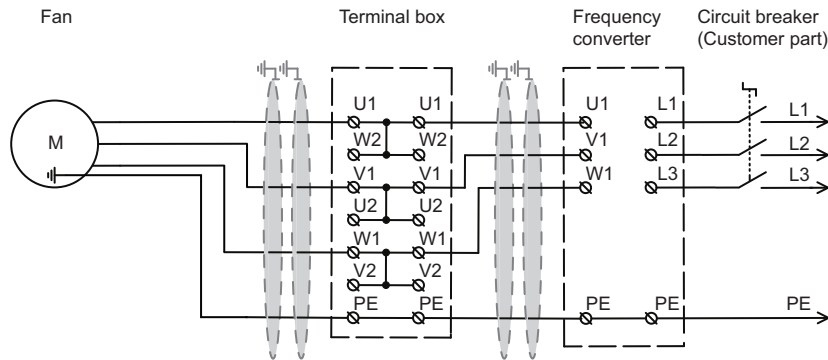 Fan Terminal box Frequency converter Circuit breaker (Customer part)
U1 U1 U1 L1 L1
M W2 W2 V1 L2 L2
V1 V1 W1 L3 L3
U2 U2
W1 W1
V2 V2
PE PE PE PE PE